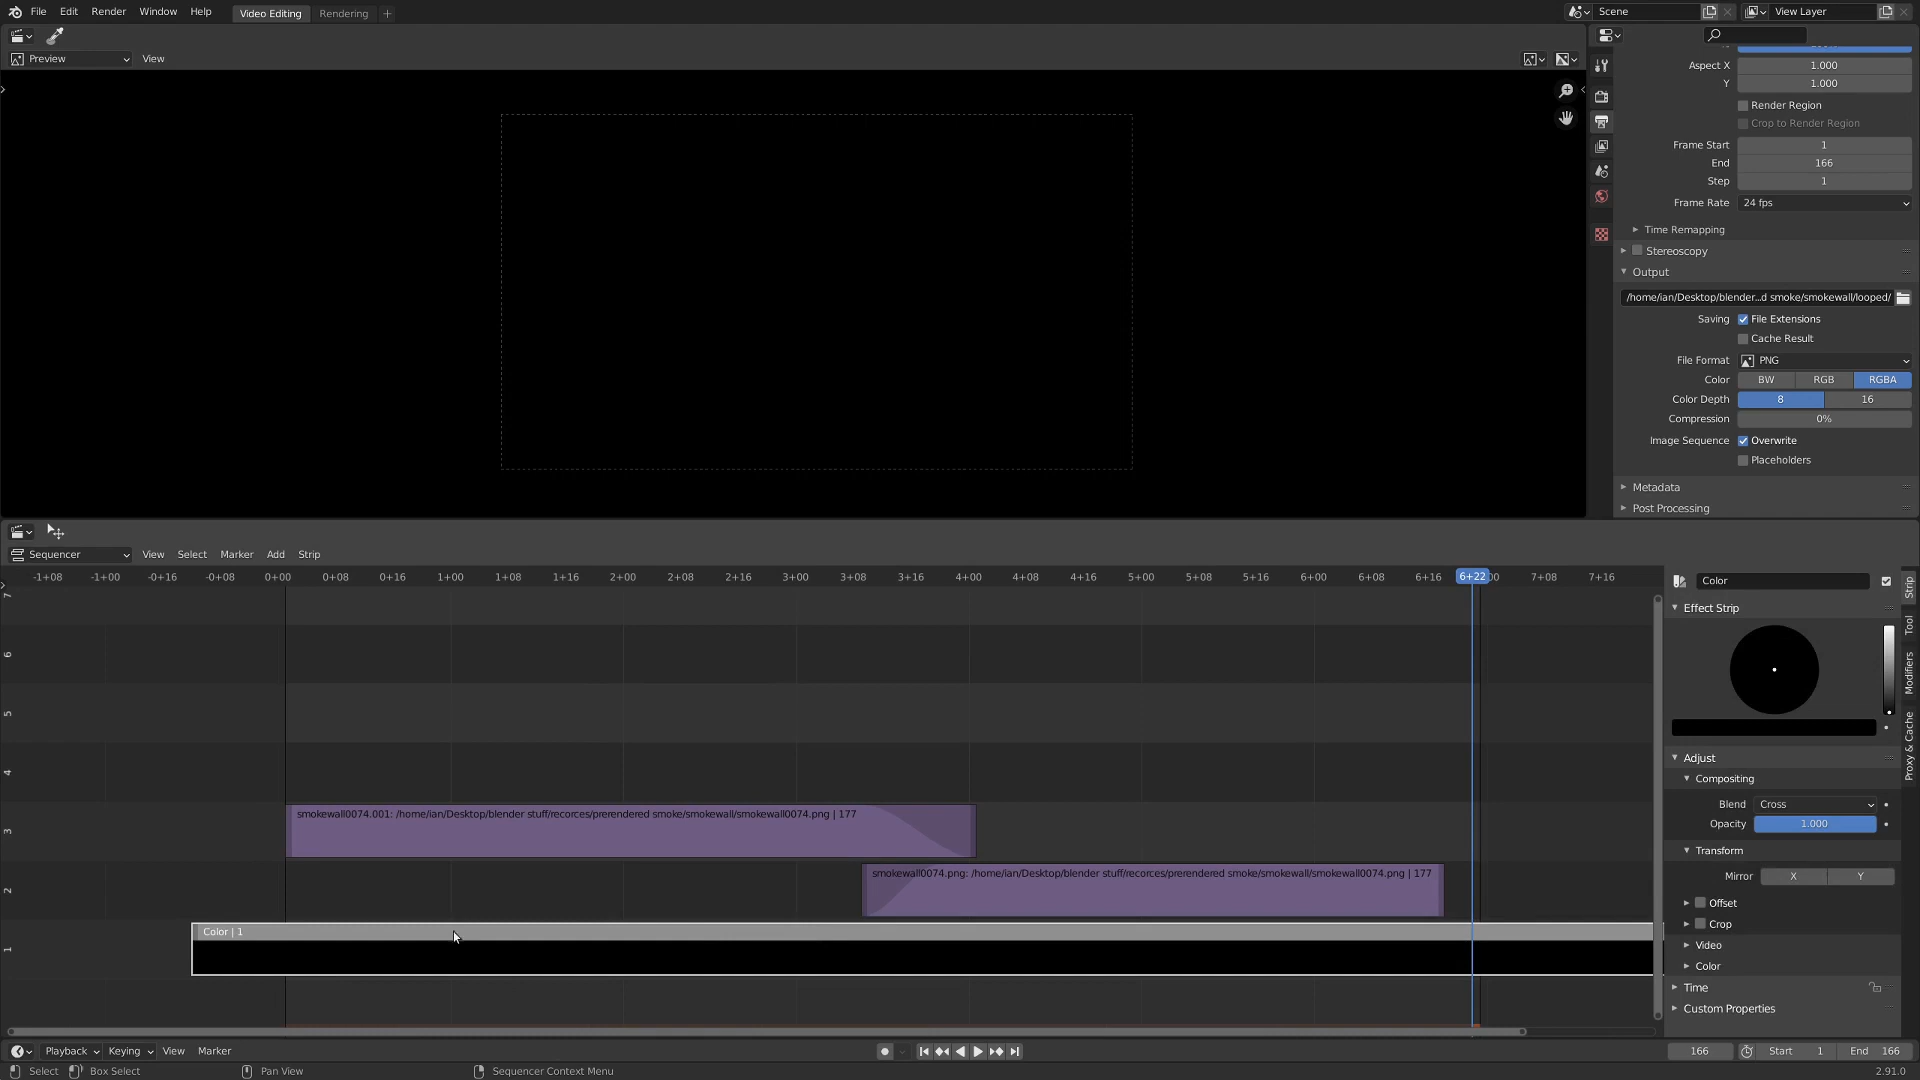 File Edit Render Window Help Video Editing Rendering + Scene View Layer
Preview View
Aspect X 1.000
Y 1.000
Render Region
Crop to Render Region
Frame Start 1
End 166
Step 1
Frame Rate 24 fps
Time Remapping
Stereoscopy
Output
/home/ian/Desktop/blender...d smoke/smokewall/looped/
Saving File Extensions
Cache Result
File Format PNG
Color BW RGB RGBA
Color Depth 8 16
Compression 0%
Image Sequence Overwrite
Placeholders
Metadata
Post Processing
Sequencer View Select Marker Add Strip
-1+08 -1+00 -0+16 -0+08 0+00 0+08 0+16 1+00 1+08 1+16 2+00 2+08 2+16 3+00 3+08 3+16 4+00 4+08 4+16 5+00 5+08 5+16 6+00 6+08 6+16 6+22 00 7+08 7+16
7
6
5
4
3
2
1
smokewall0074.001: /home/ian/Desktop/blender stuff/recorces/prerendered smoke/smokewall/smokewall0074.png | 177
smokewall0074.png: /home/ian/Desktop/blender stuff/recorces/prerendered smoke/smokewall/smokewall0074.png | 177
Color | 1
Color
Effect Strip
Adjust
Compositing
Blend Cross
Opacity 1.000
Transform
Mirror X Y
Offset
Crop
Video
Color
Time
Custom Properties
Strip
Tool
Modifiers
Proxy & Cache
Playback Keying View Marker 166 Start 1 End 166
Select Box Select Pan View Sequencer Context Menu 2.91.0